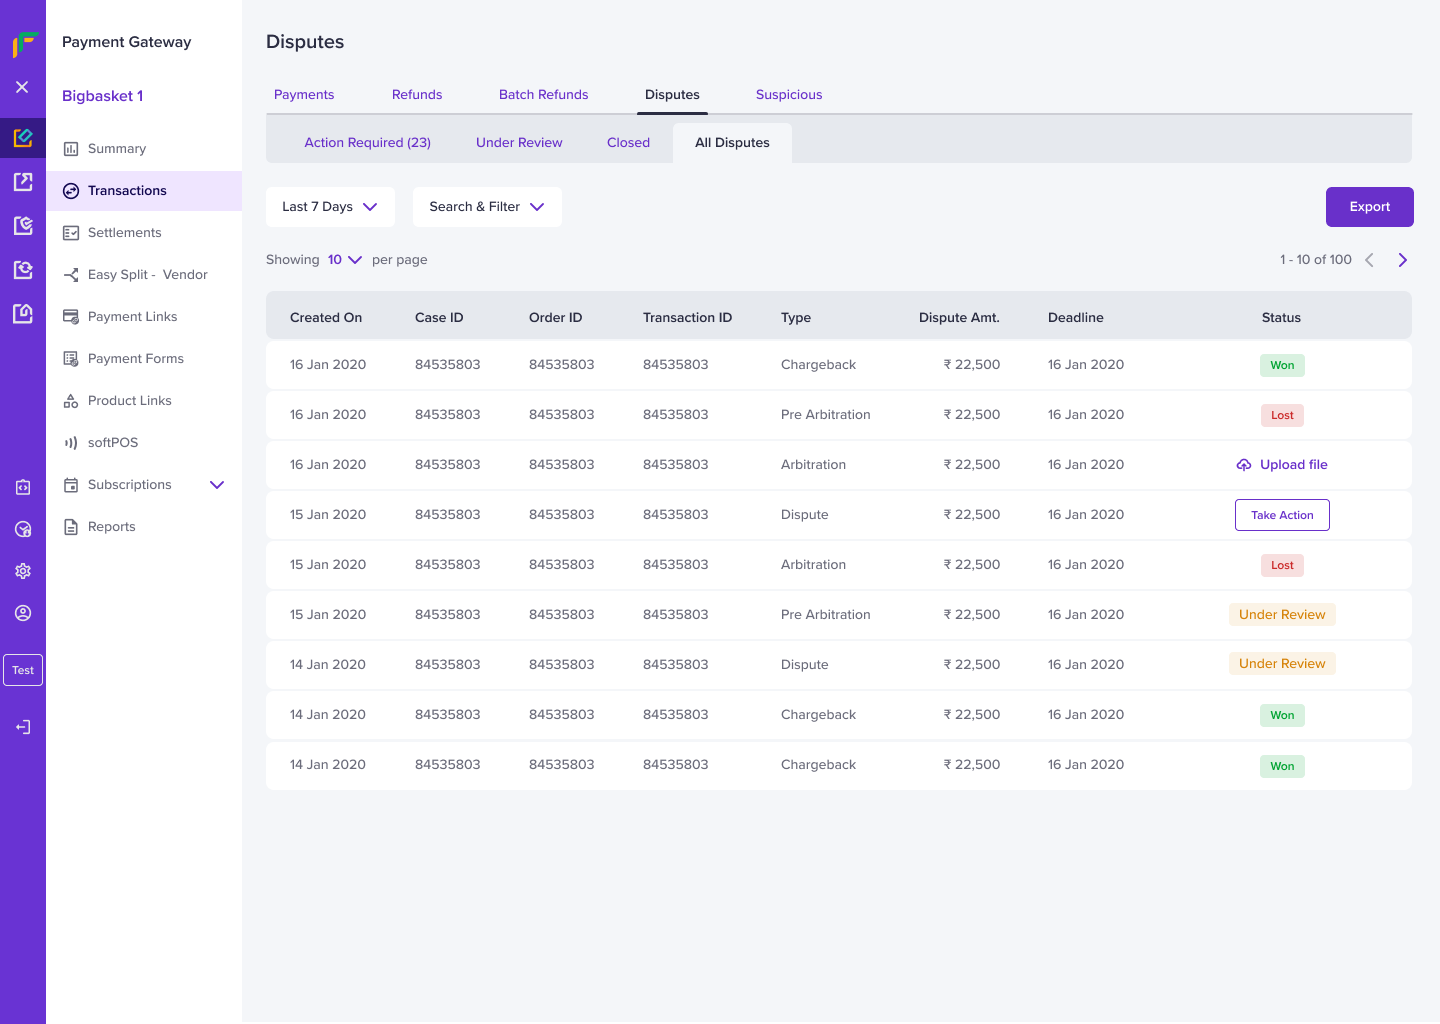 Payment Gateway
Bigbasket 1
Summary
Transactions
Settlements
Easy Split - Vendor
Payment Links
Payment Forms
Product Links
softPOS
Subscriptions
Reports
Test
Disputes
Payments Refunds Batch Refunds Disputes Suspicious
Action Required (23) Under Review Closed All Disputes
Last 7 Days Search & Filter Export
Showing 10 per page 1 - 10 of 100
Created On Case ID Order ID Transaction ID Type Dispute Amt. Deadline Status
16 Jan 2020 84535803 84535803 84535803 Chargeback ₹ 22,500 16 Jan 2020 Won
16 Jan 2020 84535803 84535803 84535803 Pre Arbitration ₹ 22,500 16 Jan 2020 Lost
16 Jan 2020 84535803 84535803 84535803 Arbitration ₹ 22,500 16 Jan 2020 Upload file
15 Jan 2020 84535803 84535803 84535803 Dispute ₹ 22,500 16 Jan 2020 Take Action
15 Jan 2020 84535803 84535803 84535803 Arbitration ₹ 22,500 16 Jan 2020 Lost
15 Jan 2020 84535803 84535803 84535803 Pre Arbitration ₹ 22,500 16 Jan 2020 Under Review
14 Jan 2020 84535803 84535803 84535803 Dispute ₹ 22,500 16 Jan 2020 Under Review
14 Jan 2020 84535803 84535803 84535803 Chargeback ₹ 22,500 16 Jan 2020 Won
14 Jan 2020 84535803 84535803 84535803 Chargeback ₹ 22,500 16 Jan 2020 Won